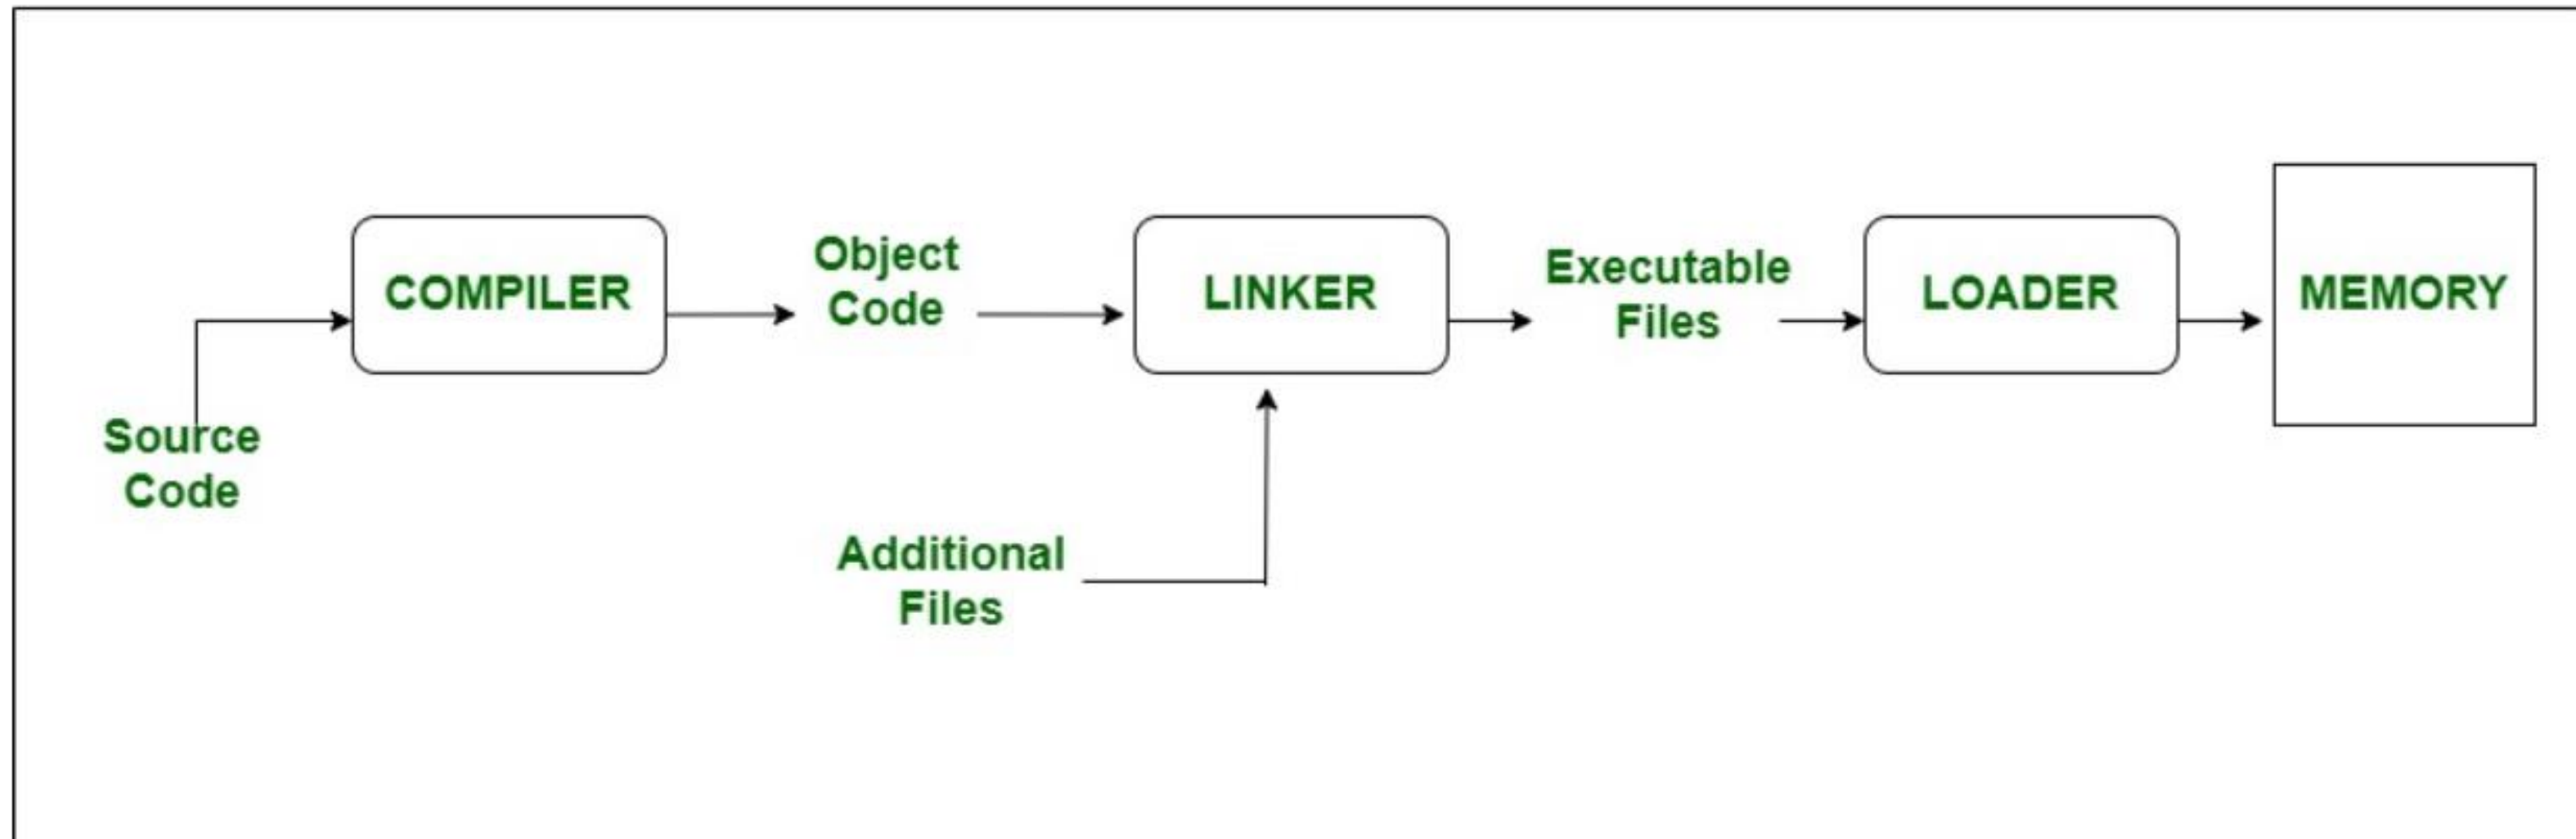 Source
Code
COMPILER
Object
Code
LINKER
Additional
Files
Executable
Files
LOADER
MEMORY